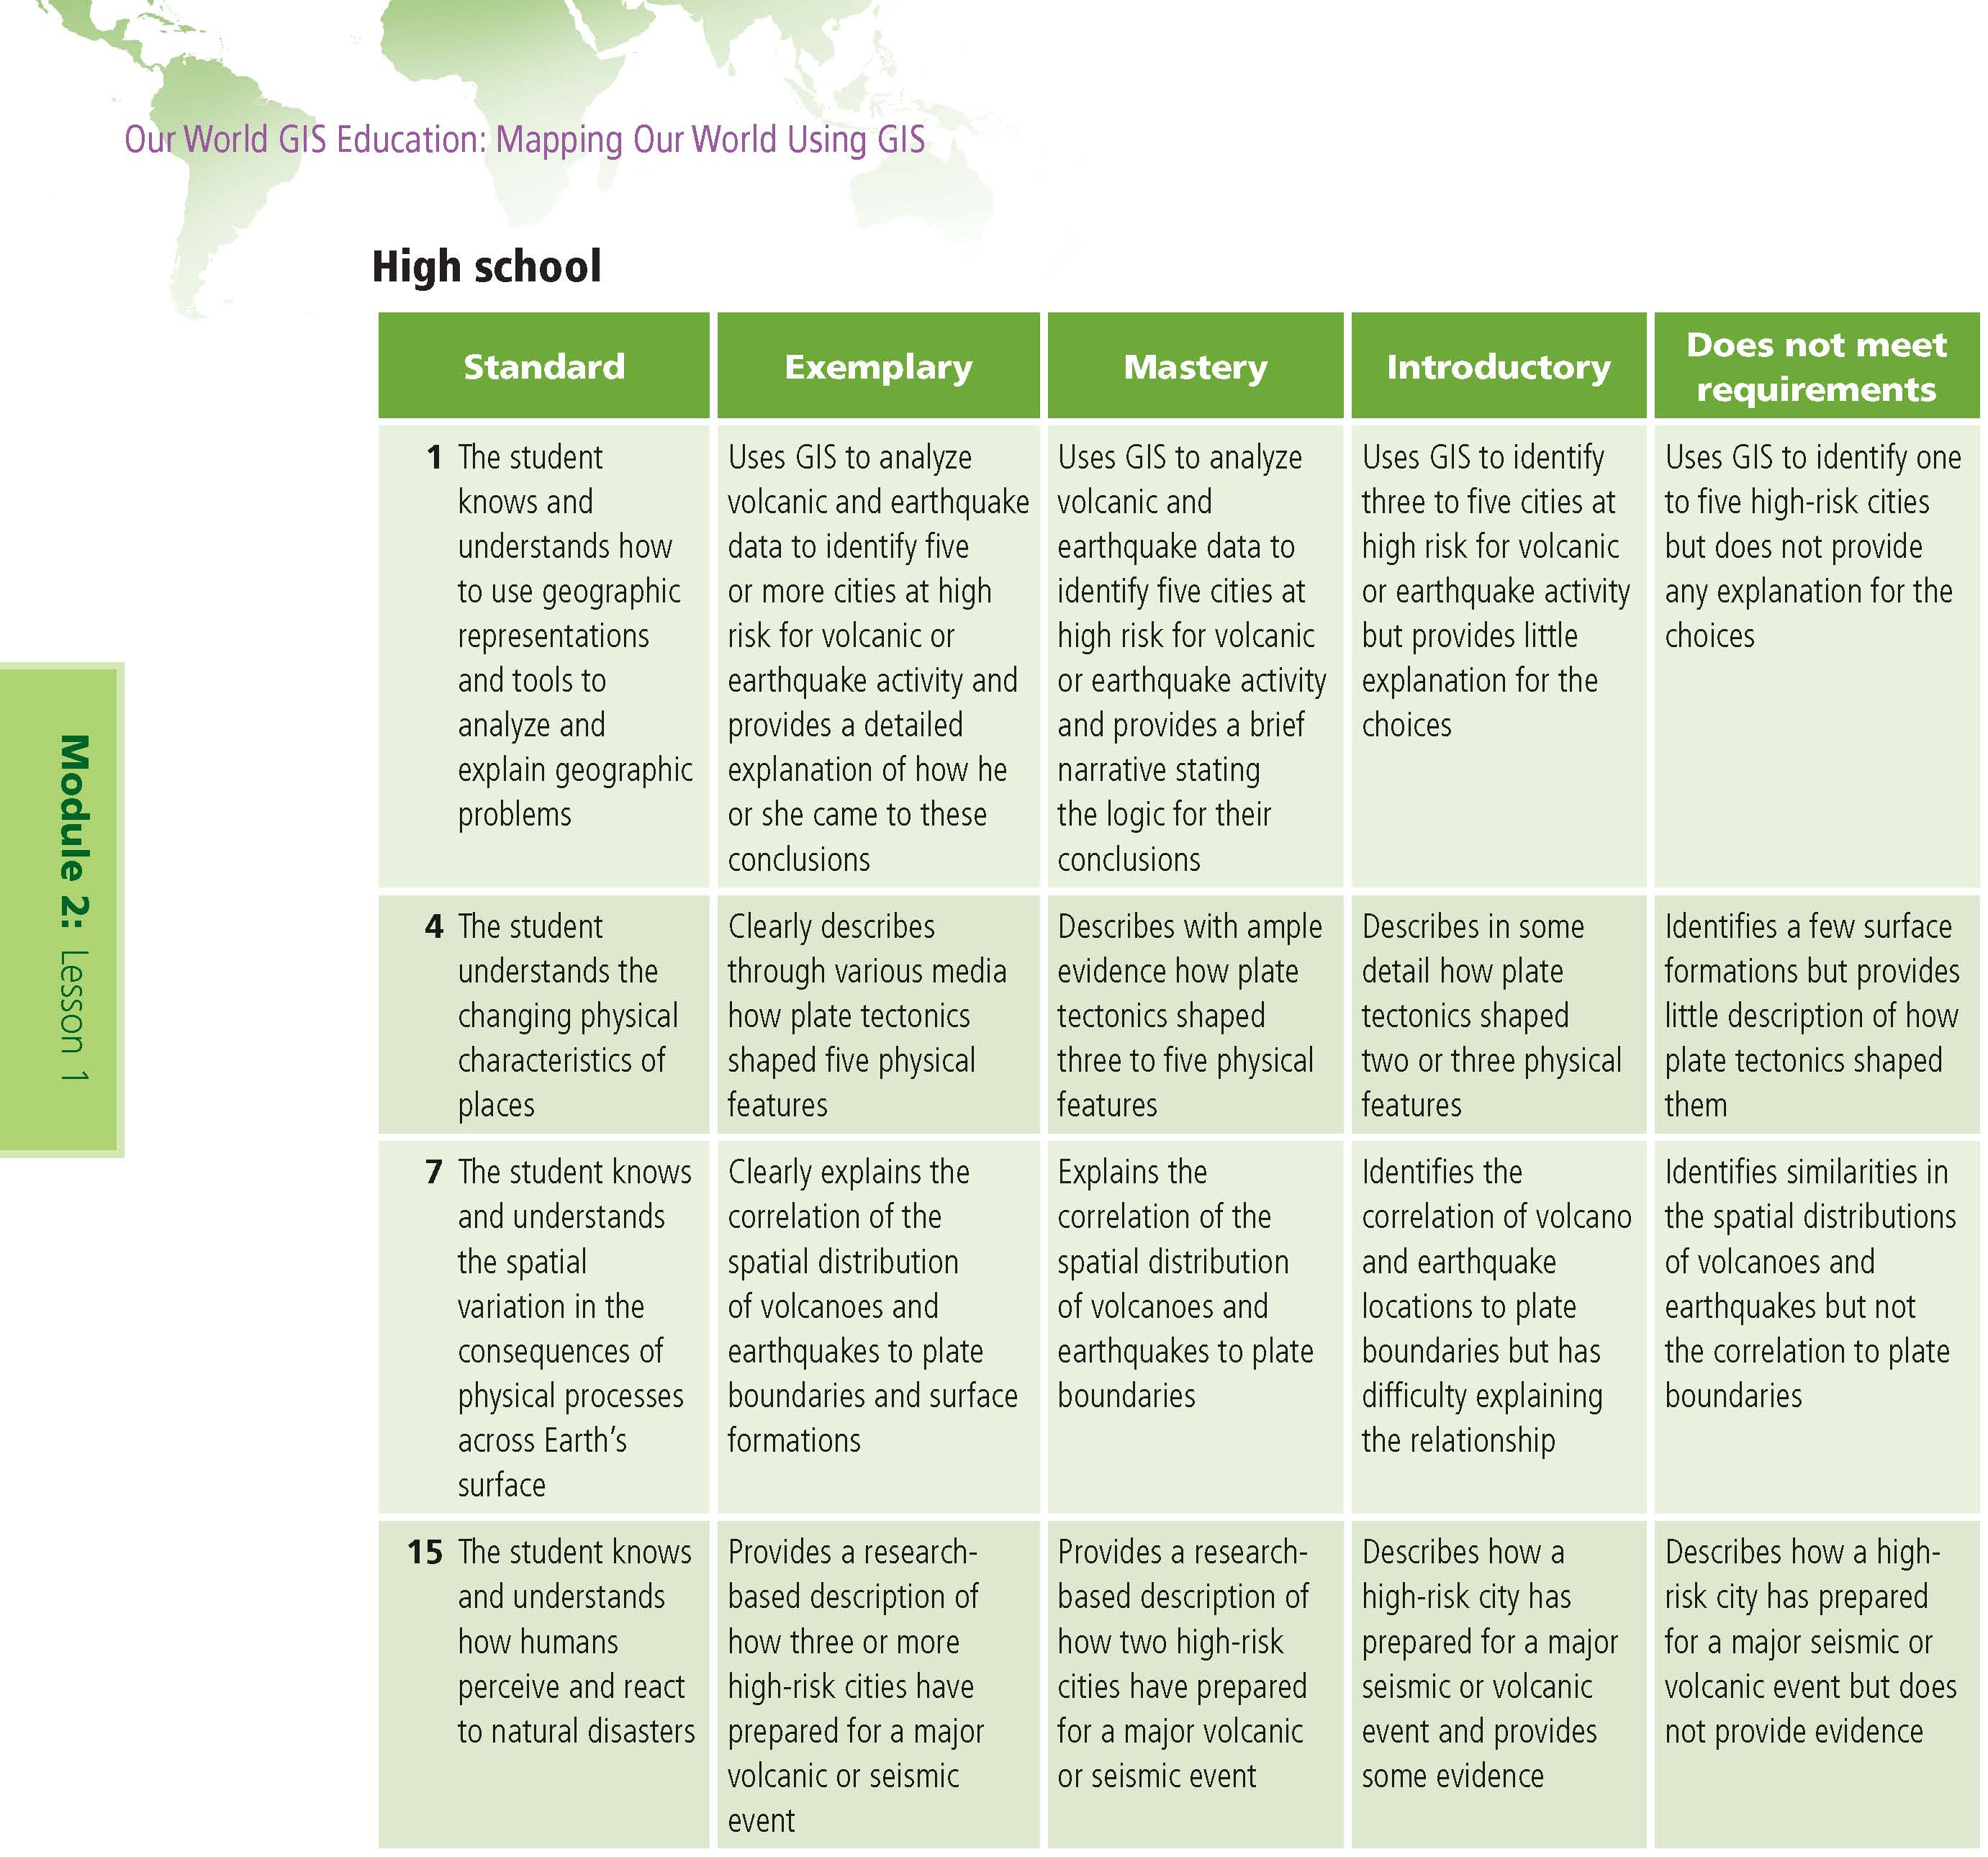 Our World GIS Education: Mapping Our World Using GIS
High school
Standard
Exemplary
Mastery
Introductory
Does not meet
requirements
1 The student
knows and
understands how
to use geographic
representations
and tools to
analyze and
explain geographic
problems
Uses GIS to analyze
volcanic and earthquake
data to identify five
or more cities at high
risk for volcanic or
earthquake activity and
provides a detailed
explanation of how he
or she came to these
conclusions
Uses GIS to analyze
volcanic and
earthquake data to
identify five cities at
high risk for volcanic
or earthquake activity
and provides a brief
narrative stating
the logic for their
conclusions
Uses GIS to identify
three to five cities at
high risk for volcanic
or earthquake activity
but provides little
explanation for the
choices
Uses GIS to identify one
to five high-risk cities
but does not provide
any explanation for the
choices
4 The student
understands the
changing physical
characteristics of
places
Clearly describes
through various media
how plate tectonics
shaped five physical
features
Describes with ample
evidence how plate
tectonics shaped
three to five physical
features
Describes in some
detail how plate
tectonics shaped
two or three physical
features
Identifies a few surface
formations but provides
little description of how
plate tectonics shaped
them
7 The student knows
and understands
the spatial
variation in the
consequences of
physical processes
across Earth’s
surface
Clearly explains the
correlation of the
spatial distribution
of volcanoes and
earthquakes to plate
boundaries and surface
formations
Explains the
correlation of the
spatial distribution
of volcanoes and
earthquakes to plate
boundaries
Identifies the
correlation of volcano
and earthquake
locations to plate
boundaries but has
difficulty explaining
the relationship
Identifies similarities in
the spatial distributions
of volcanoes and
earthquakes but not
the correlation to plate
boundaries
15 The student knows
and understands
how humans
perceive and react
to natural disasters
Provides a research-
based description of
how three or more
high-risk cities have
prepared for a major
volcanic or seismic
event
Provides a research-
based description of
how two high-risk
cities have prepared
for a major volcanic
or seismic event
Describes how a
high-risk city has
prepared for a major
seismic or volcanic
event and provides
some evidence
Describes how a high-
risk city has prepared
for a major seismic or
volcanic event but does
not provide evidence
Module 2: Lesson 1